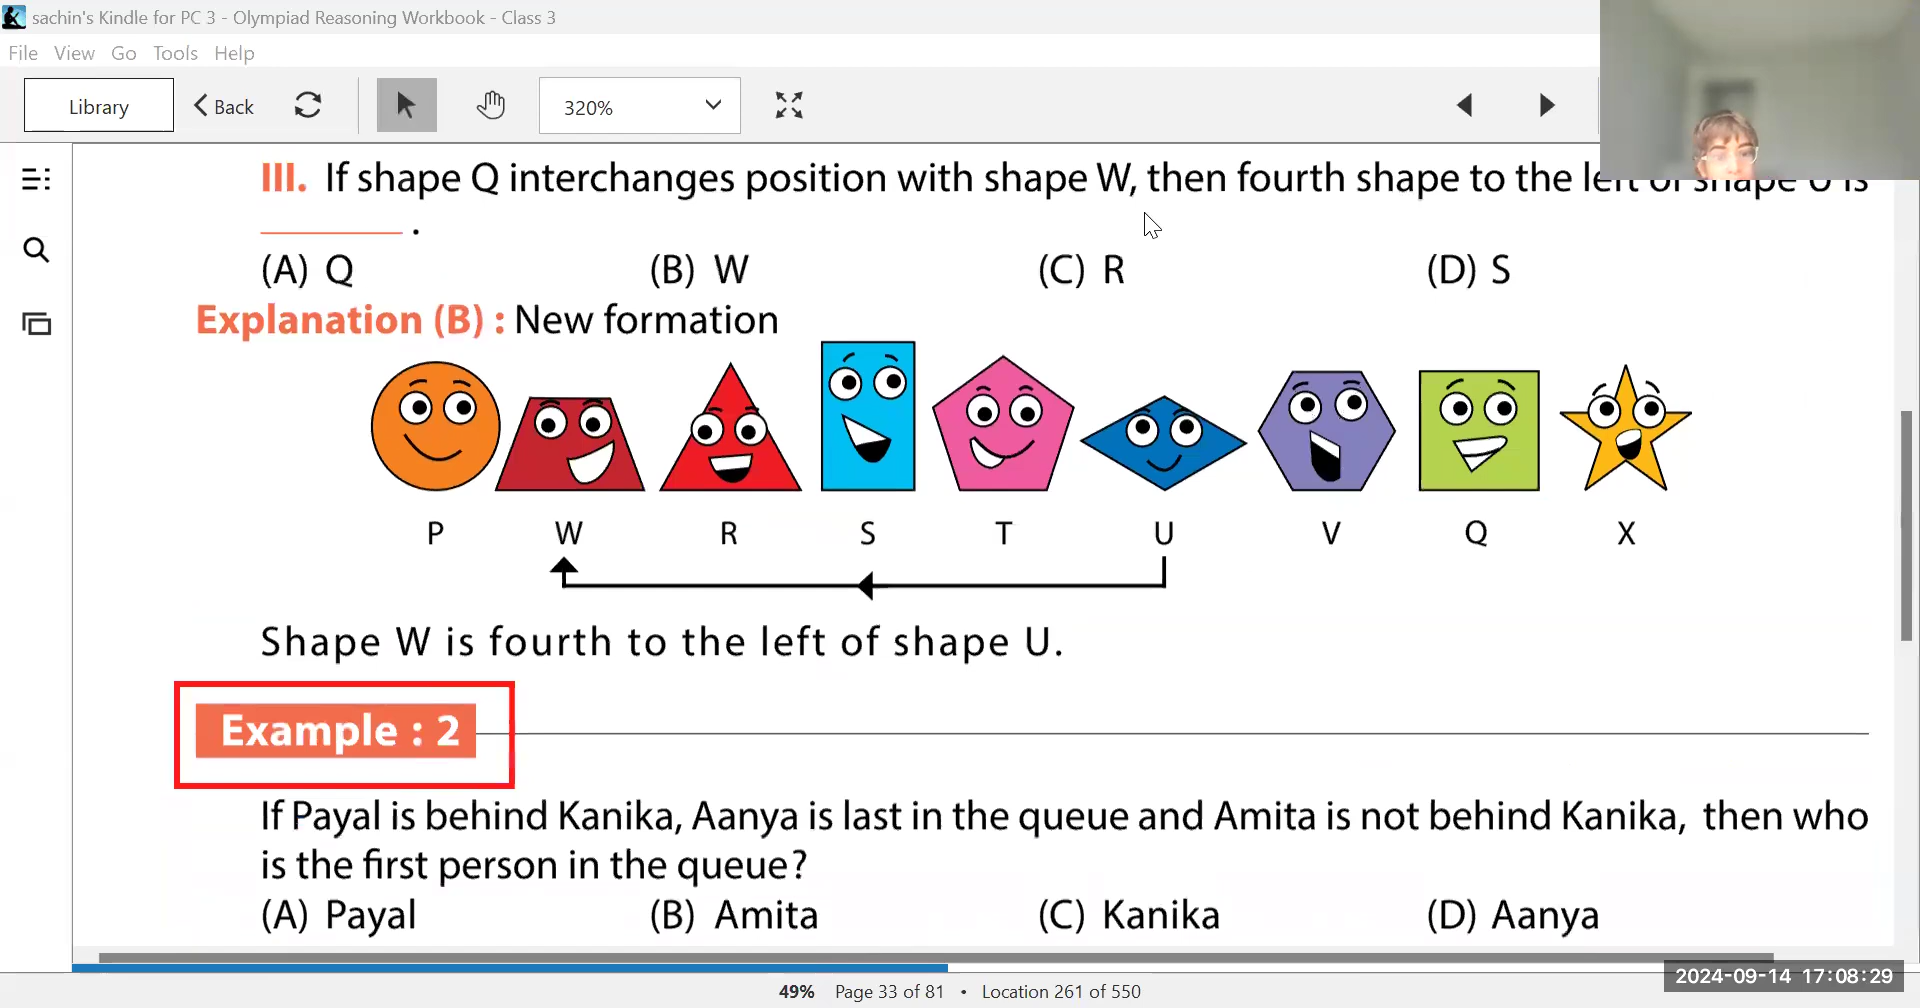 sachin's Kindle for PC 3 - Olympiad Reasoning Workbook - Class 3
File View Go Tools Help
Library Back 320%
III. If shape Q interchanges position with shape W, then fourth shape to the left of shape U is
.
(A) Q (B) W (C) R (D) S
Explanation (B) : New formation
P W R S T U V Q X
Shape W is fourth to the left of shape U.
Example : 2
If Payal is behind Kanika, Aanya is last in the queue and Amita is not behind Kanika, then who
is the first person in the queue?
(A) Payal (B) Amita (C) Kanika (D) Aanya
2024-09-14 17:08:29
49% Page 33 of 81 • Location 261 of 550